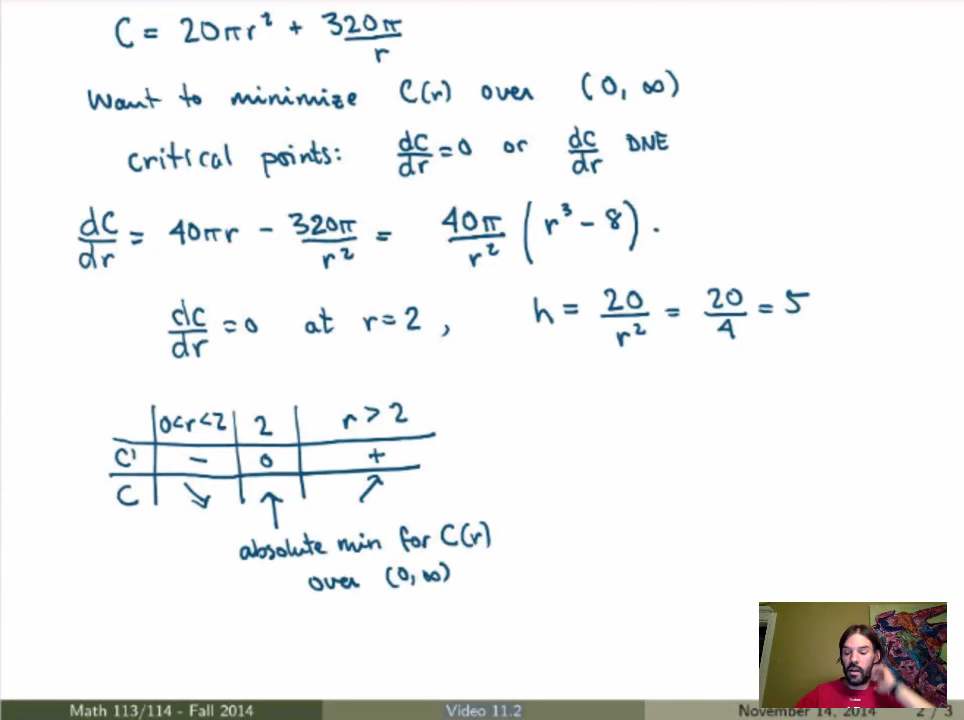 C = 20πr² + 320π/r
Want to minimize C(r) over (0, ∞)
critical points: dC/dr = 0 or dC/dr DNE
dC/dr = 40πr - 320π/r² = 40π/r² (r³ - 8).
dC/dr = 0 at r = 2, h = 20/r² = 20/4 = 5
0<r<2 | 2 | r > 2
C' | - | 0 | +
C | ↘ | ↑ | ↗
absolute min for C(r)
over (0, ∞)
Math 113/114 - Fall 2014 Video 11.2 November 14, 2014 2 / 3